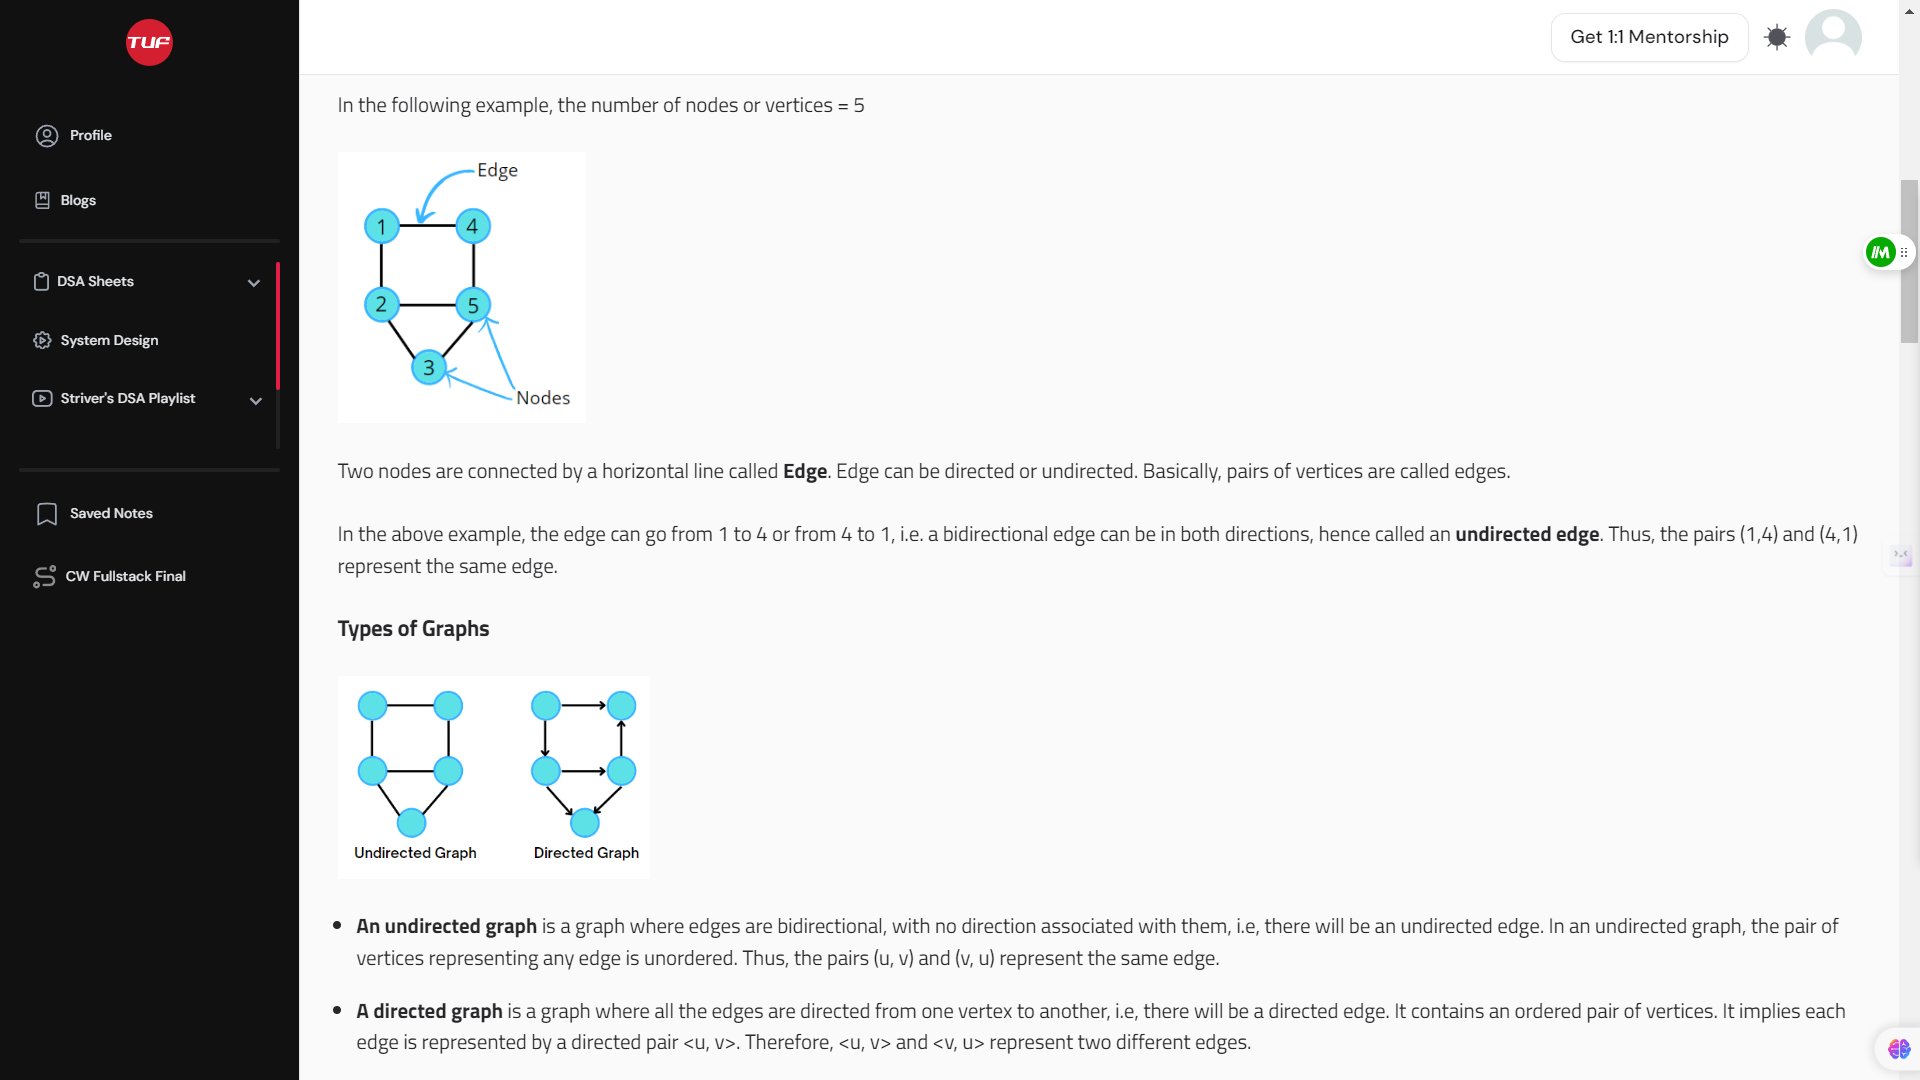 TUF
Get 1:1 Mentorship
Profile
Blogs
DSA Sheets
System Design
Striver's DSA Playlist
Saved Notes
CW Fullstack Final
In the following example, the number of nodes or vertices = 5
Edge
1 4
2 5
3
Nodes
Two nodes are connected by a horizontal line called Edge. Edge can be directed or undirected. Basically, pairs of vertices are called edges.
In the above example, the edge can go from 1 to 4 or from 4 to 1, i.e. a bidirectional edge can be in both directions, hence called an undirected edge. Thus, the pairs (1,4) and (4,1)
represent the same edge.
Types of Graphs
Undirected Graph Directed Graph
An undirected graph is a graph where edges are bidirectional, with no direction associated with them, i.e, there will be an undirected edge. In an undirected graph, the pair of
vertices representing any edge is unordered. Thus, the pairs (u, v) and (v, u) represent the same edge.
A directed graph is a graph where all the edges are directed from one vertex to another, i.e, there will be a directed edge. It contains an ordered pair of vertices. It implies each
edge is represented by a directed pair <u, v>. Therefore, <u, v> and <v, u> represent two different edges.